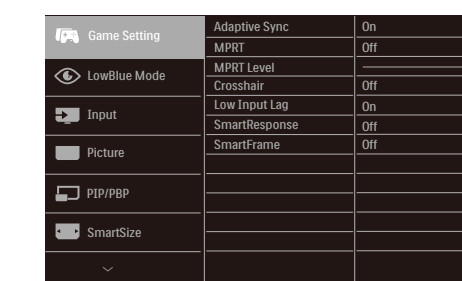 Game Setting
LowBlue Mode
Input
Picture
PIP/PBP
SmartSize
Adaptive Sync On
MPRT Off
MPRT Level
Crosshair Off
Low Input Lag On
SmartResponse Off
SmartFrame Off